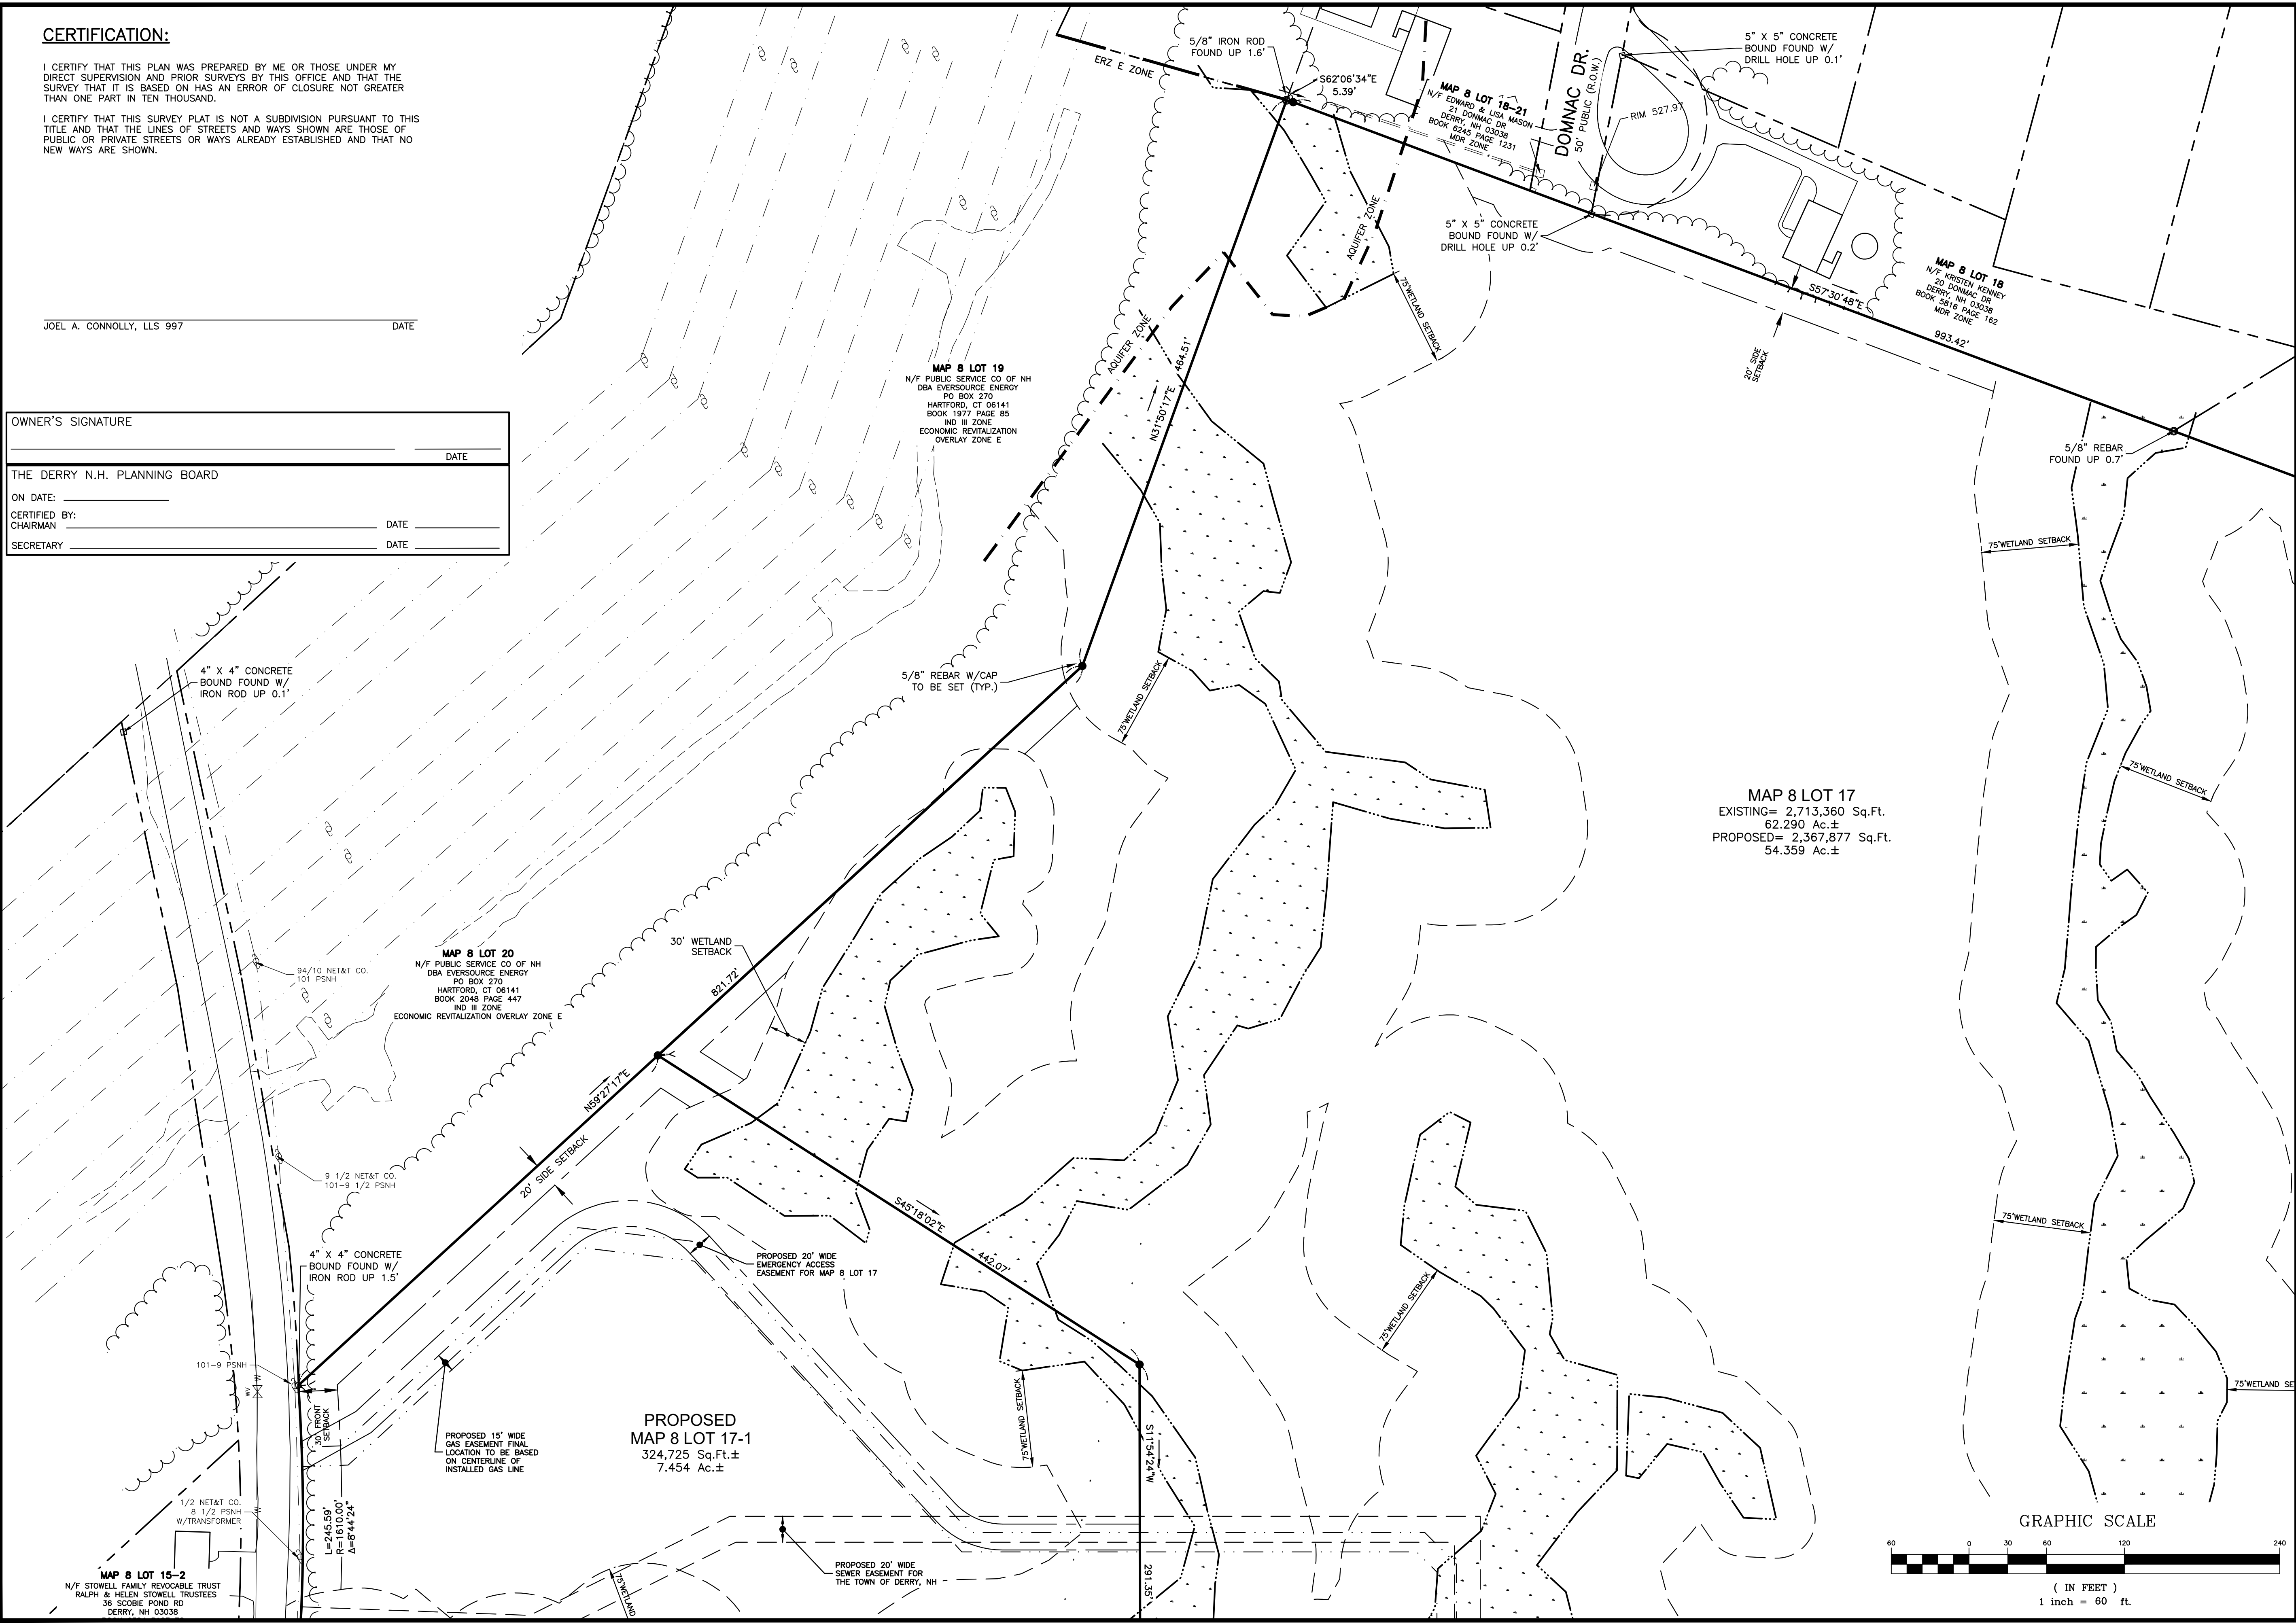 CERTIFICATION:
I CERTIFY THAT THIS PLAN WAS PREPARED BY ME OR THOSE UNDER MY
DIRECT SUPERVISION AND PRIOR SURVEYS BY THIS OFFICE AND THAT THE
SURVEY THAT IT IS BASED ON HAS AN ERROR OF CLOSURE NOT GREATER
THAN ONE PART IN TEN THOUSAND.
I CERTIFY THAT THIS SURVEY PLAT IS NOT A SUBDIVISION PURSUANT TO THIS
TITLE AND THAT THE LINES OF STREETS AND WAYS SHOWN ARE THOSE OF
PUBLIC OR PRIVATE STREETS OR WAYS ALREADY ESTABLISHED AND THAT NO
NEW WAYS ARE SHOWN.
JOEL A. CONNOLLY, LLS 997 DATE
OWNER'S SIGNATURE
DATE
THE DERRY N.H. PLANNING BOARD
ON DATE:
CERTIFIED BY:
CHAIRMAN DATE
SECRETARY DATE
ERZ E ZONE
5/8" IRON ROD
FOUND UP 1.6'
S62°06'34"E
5.39'
MAP 8 LOT 18-21
N/F EDWARD & LISA MASON
21 DONMAC DR
DERRY, NH 03038
BOOK 6245 PAGE 1231
MDR ZONE
DOMNAC DR.
50' PUBLIC (R.O.W.)
RIM 527.97
5" X 5" CONCRETE
BOUND FOUND W/
DRILL HOLE UP 0.1'
5" X 5" CONCRETE
BOUND FOUND W/
DRILL HOLE UP 0.2'
AQUIFER ZONE
75'WETLAND SETBACK
S57°30'48"E
993.42'
20' SIDE
SETBACK
MAP 8 LOT 18
N/F KRISTEN KENNEY
20 DONMAC DR
DERRY, NH 03038
BOOK 5816 PAGE 162
MDR ZONE
5/8" REBAR
FOUND UP 0.7'
AQUIFER ZONE
N31°50'17"E
464.51'
MAP 8 LOT 19
N/F PUBLIC SERVICE CO OF NH
DBA EVERSOURCE ENERGY
PO BOX 270
HARTFORD, CT 06141
BOOK 1977 PAGE 85
IND III ZONE
ECONOMIC REVITALIZATION
OVERLAY ZONE E
75'WETLAND SETBACK
4" X 4" CONCRETE
BOUND FOUND W/
IRON ROD UP 0.1'
5/8" REBAR W/CAP
TO BE SET (TYP.)
75'WETLAND SETBACK
75'WETLAND SETBACK
MAP 8 LOT 17
EXISTING= 2,713,360 Sq.Ft.
62.290 Ac.±
PROPOSED= 2,367,877 Sq.Ft.
54.359 Ac.±
30' WETLAND
SETBACK
821.72'
94/10 NET&T CO.
101 PSNH
MAP 8 LOT 20
N/F PUBLIC SERVICE CO OF NH
DBA EVERSOURCE ENERGY
PO BOX 270
HARTFORD, CT 06141
BOOK 2048 PAGE 447
IND III ZONE
ECONOMIC REVITALIZATION OVERLAY ZONE E
N59°27'17"E
20' SIDE SETBACK
9 1/2 NET&T CO.
101-9 1/2 PSNH
S45°18'02"E
442.07'
75'WETLAND SETBACK
4" X 4" CONCRETE
BOUND FOUND W/
IRON ROD UP 1.5'
PROPOSED 20' WIDE
EMERGENCY ACCESS
EASEMENT FOR MAP 8 LOT 17
75'WETLAND SETBACK
101-9 PSNH
WV
W
75'WETLAND SE
30' FRONT
SETBACK
PROPOSED 15' WIDE
GAS EASEMENT FINAL
LOCATION TO BE BASED
ON CENTERLINE OF
INSTALLED GAS LINE
PROPOSED
MAP 8 LOT 17-1
324,725 Sq.Ft.±
7.454 Ac.±
75'WETLAND SETBACK
S11°54'24"W
291.35'
1/2 NET&T CO.
8 1/2 PSNH
W/TRANSFORMER
W
L=245.59'
R=1610.00'
Δ=8°44'24"
PROPOSED 20' WIDE
SEWER EASEMENT FOR
THE TOWN OF DERRY, NH
75'WETLAND
MAP 8 LOT 15-2
N/F STOWELL FAMILY REVOCABLE TRUST
RALPH & HELEN STOWELL TRUSTEES
36 SCOBIE POND RD
DERRY, NH 03038
GRAPHIC SCALE
60 0 30 60 120 240
( IN FEET )
1 inch = 60 ft.